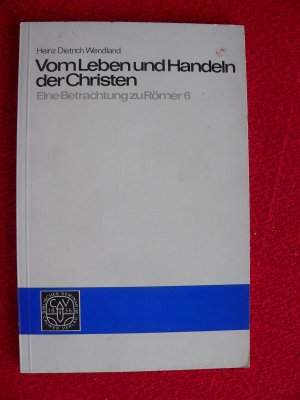 Heinz-Dietrich Wendland
Vom Leben und Handeln
der Christen
Eine Betrachtung zu Römer 6